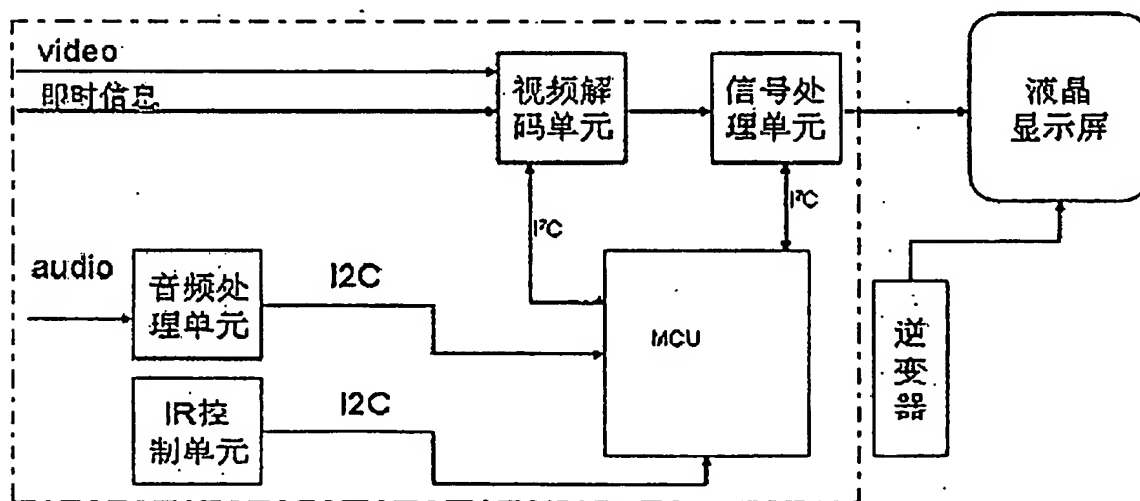 video
即时信息
视频解
码单元
信号处
理单元
液晶
显示屏
I²C
I²C
audio
音频处
理单元
I2C
MCU
逆
变
器
IR控
制单元
I2C